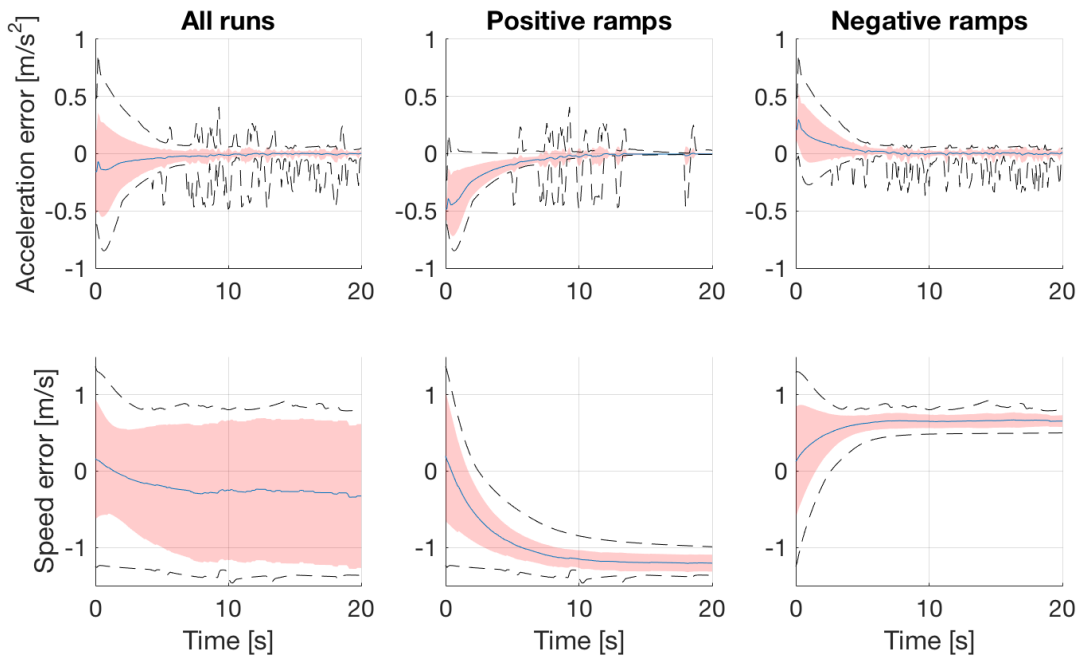 All runs
Positive ramps
Negative ramps
Acceleration error [m/s²]
1
0.5
0
-0.5
-1
0 10 20
1
0.5
0
-0.5
-1
0 10 20
1
0.5
0
-0.5
-1
0 10 20
Speed error [m/s]
1
0
-1
0 10 20
Time [s]
1
0
-1
0 10 20
Time [s]
1
0
-1
0 10 20
Time [s]